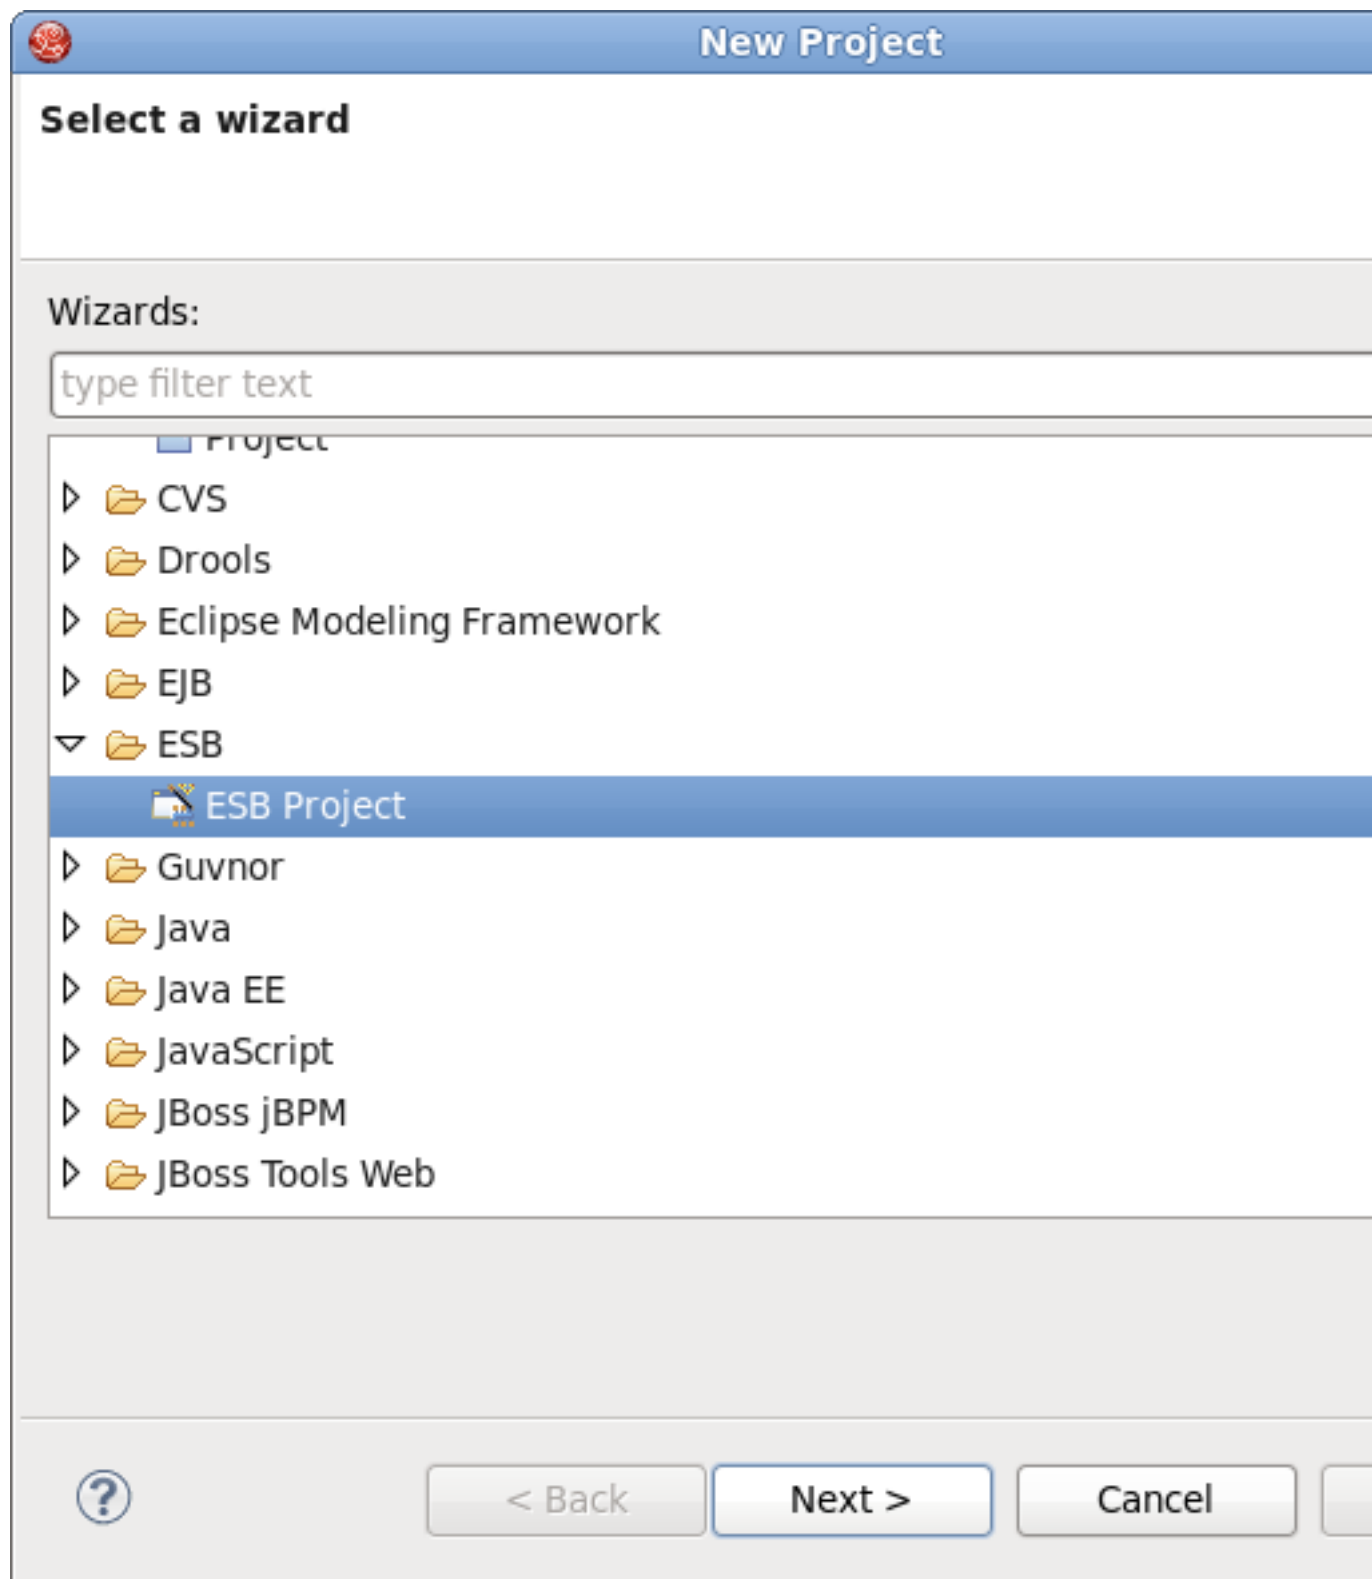 New Project
Select a wizard
Wizards:
type filter text
Project
CVS
Drools
Eclipse Modeling Framework
EJB
ESB
ESB Project
Guvnor
Java
Java EE
JavaScript
JBoss jBPM
JBoss Tools Web
? < Back Next > Cancel